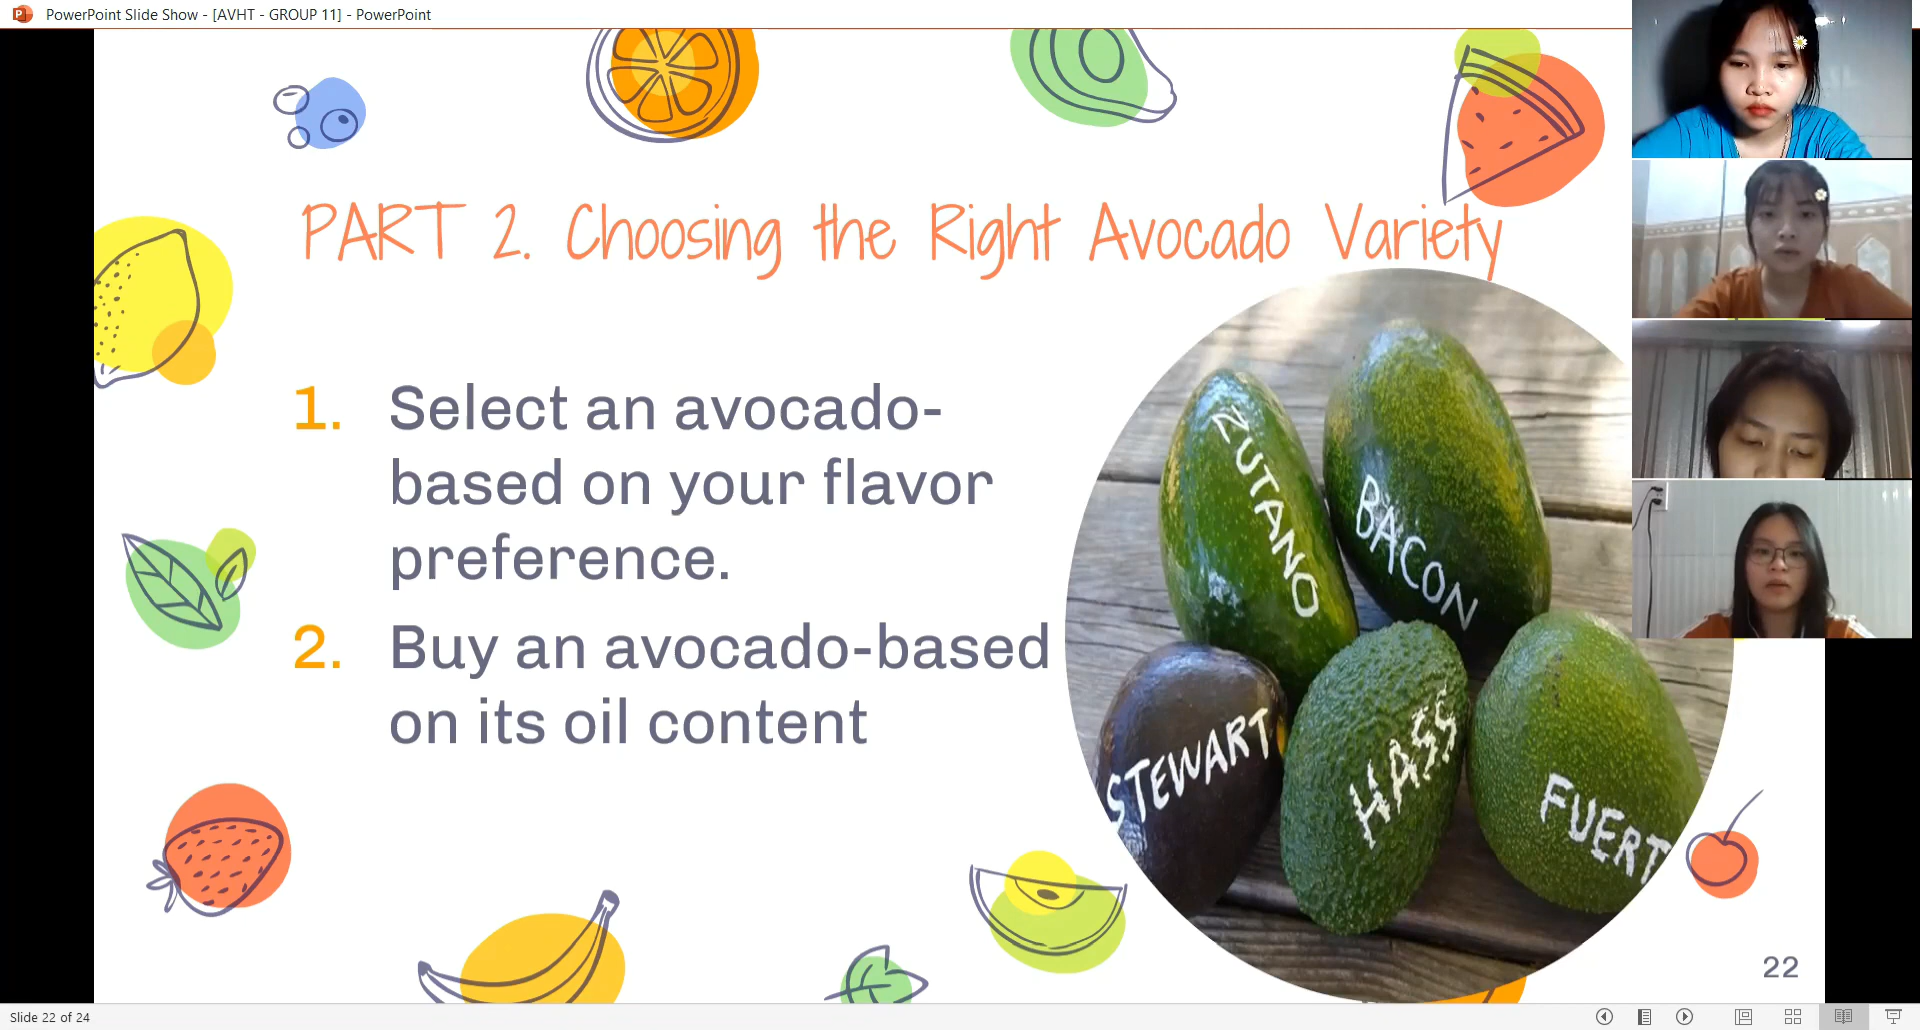 PowerPoint Slide Show - [AVHT - GROUP 11] - PowerPoint
PART 2. Choosing the Right Avocado Variety
1. Select an avocado-
based on your flavor
preference.
2. Buy an avocado-based
on its oil content
ZUTANO
BACON
STEWART
HASS
FUERT
22
Slide 22 of 24